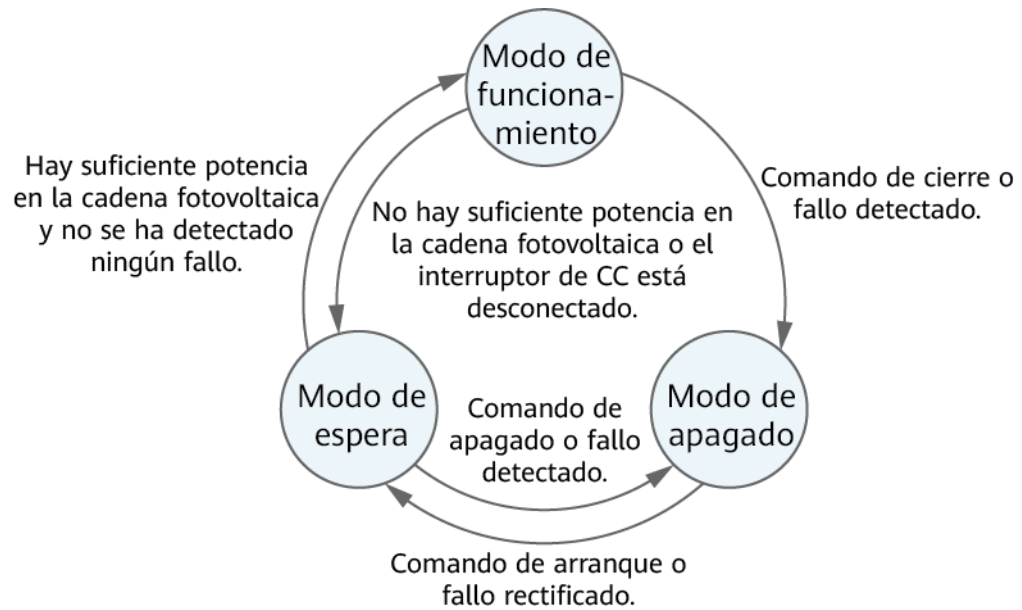 Modo de
funciona-
miento
Hay suficiente potencia
en la cadena fotovoltaica
y no se ha detectado
ningún fallo.
No hay suficiente potencia en
la cadena fotovoltaica o el
interruptor de CC está
desconectado.
Comando de cierre o
fallo detectado.
Modo de
espera
Comando de
apagado o fallo
detectado.
Modo de
apagado
Comando de arranque o
fallo rectificado.